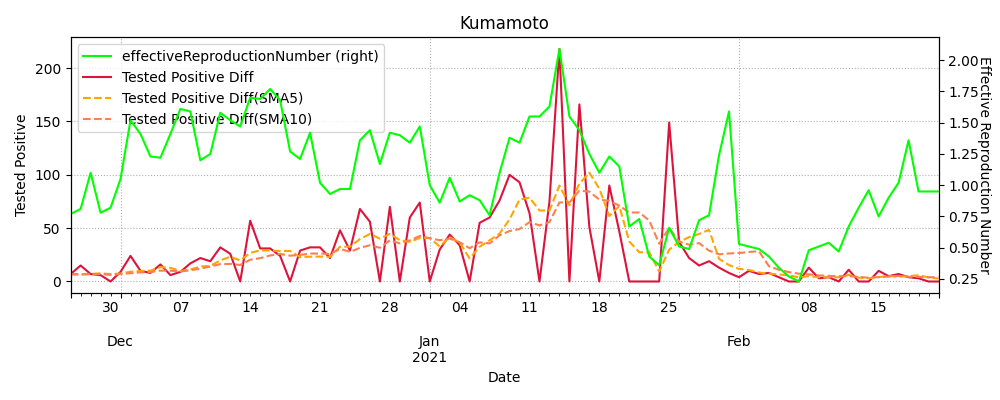 Kumamoto
effectiveReproductionNumber (right)
Tested Positive Diff
Tested Positive Diff(SMA5)
Tested Positive Diff(SMA10)
Tested Positive
200
150
100
50
0
2.00
1.75
1.50
1.25
1.00
0.75
0.50
0.25
Effective Reproduction Number
30 07 14 21 28 04 11 18 25 08 15
Dec Jan Feb
2021
Date